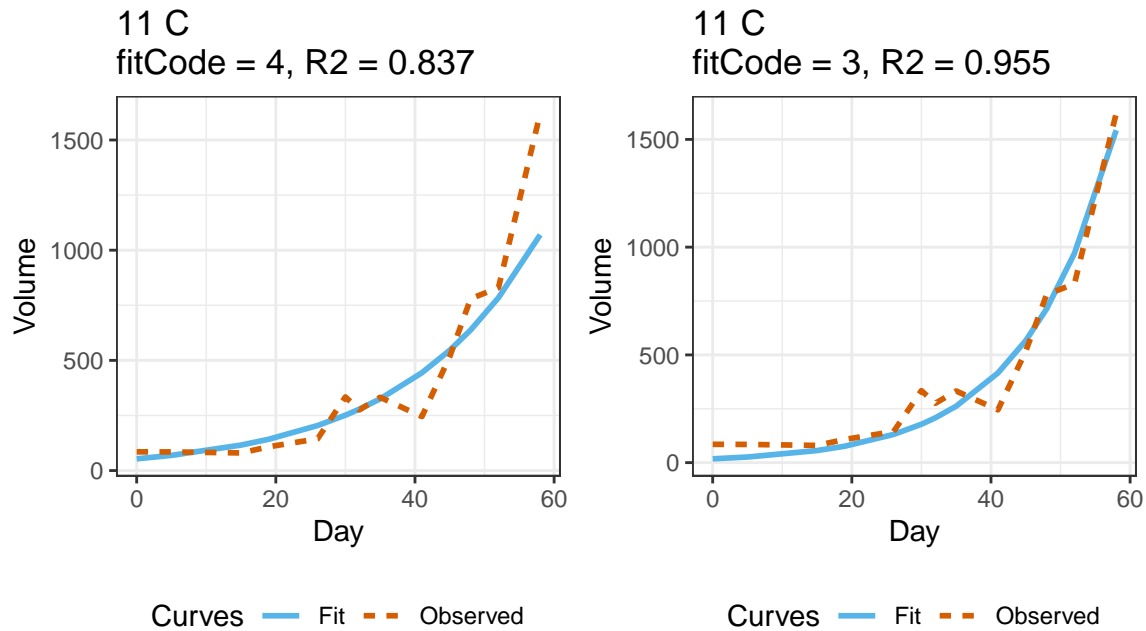 11 C
fitCode = 4, R2 = 0.837
1500
1000
500
0
Volume
0
20
40
60
Day
Curves Fit Observed
11 C
fitCode = 3, R2 = 0.955
1500
1000
500
0
Volume
0
20
40
60
Day
Curves Fit Observed